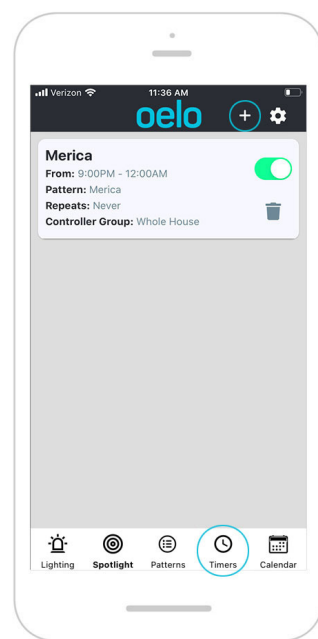 Verizon 11:36 AM
oelo +
Merica
From: 9:00PM - 12:00AM
Pattern: Merica
Repeats: Never
Controller Group: Whole House
Lighting Spotlight Patterns Timers Calendar